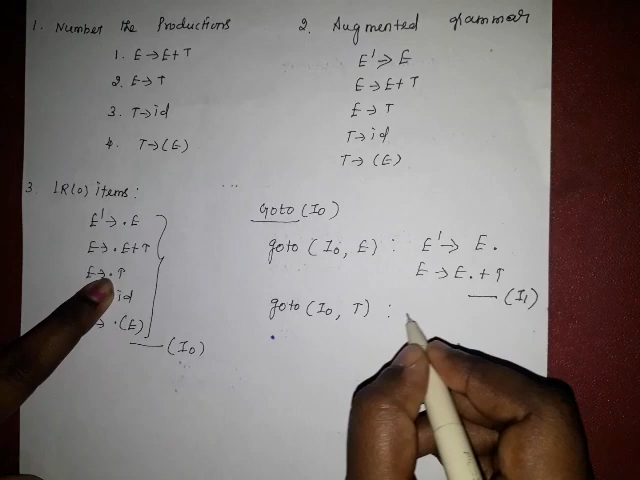 1. Number the Productions
1. E→E+T
2. E→T
3. T→id
4. T→(E)
2. Augmented grammar
E'→E
E→E+T
E→T
T→id
T→(E)
3. LR(0) items:
E'→.E
E→.E+T
E→.T
id
→.(E)
(I0)
Goto(I0)
goto(I0, E): E'→E.
E→E.+T
(I1)
goto(I0, T):